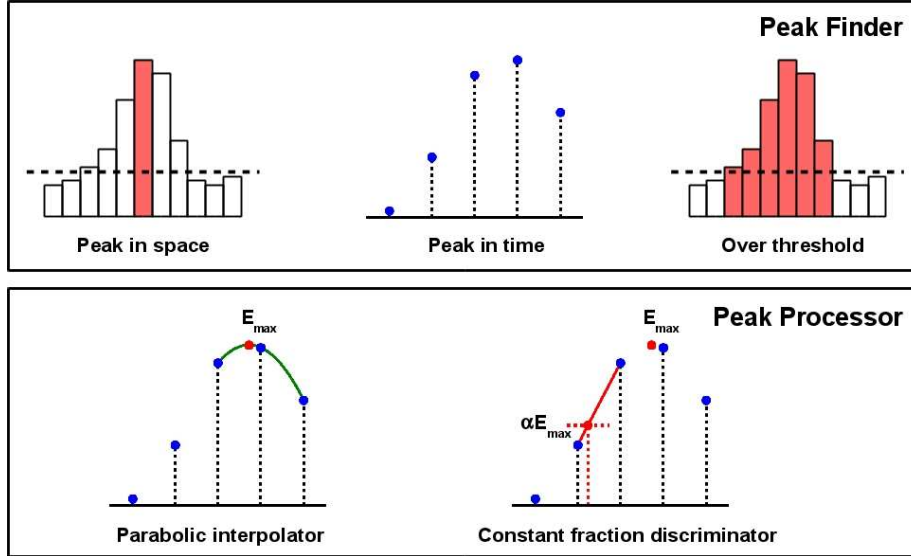 Peak Finder
Peak in space
Peak in time
Over threshold
Peak Processor
Emax
Emax
αEmax
Parabolic interpolator
Constant fraction discriminator